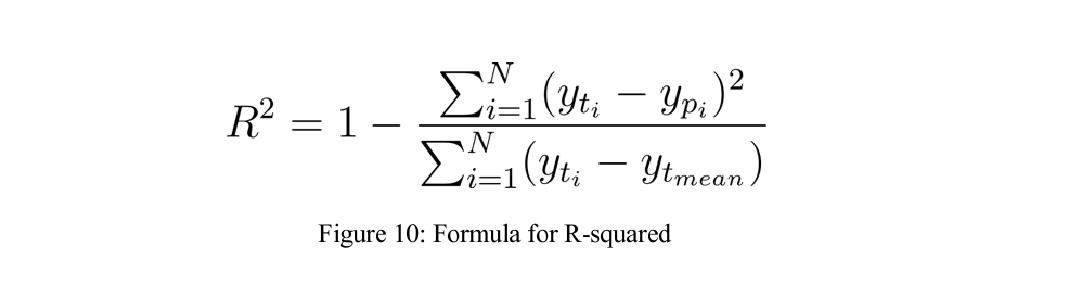 R^2 = 1 - \frac{\sum_{i=1}^{N}(y_{t_i} - y_{p_i})^2}{\sum_{i=1}^{N}(y_{t_i} - y_{t_{mean}})}
Figure 10: Formula for R-squared